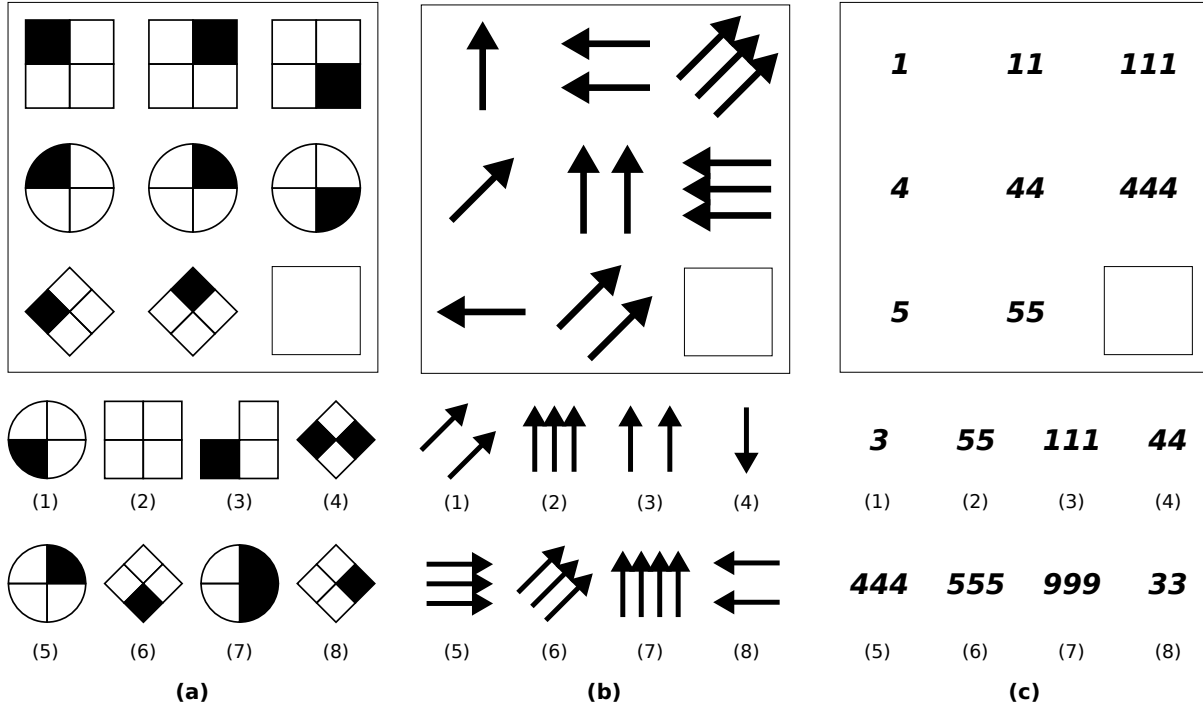 1 11 111
4 44 444
5 55
3 55 111 44
(1) (2) (3) (4) (1) (2) (3) (4) (1) (2) (3) (4)
444 555 999 33
(5) (6) (7) (8) (5) (6) (7) (8) (5) (6) (7) (8)
(a) (b) (c)